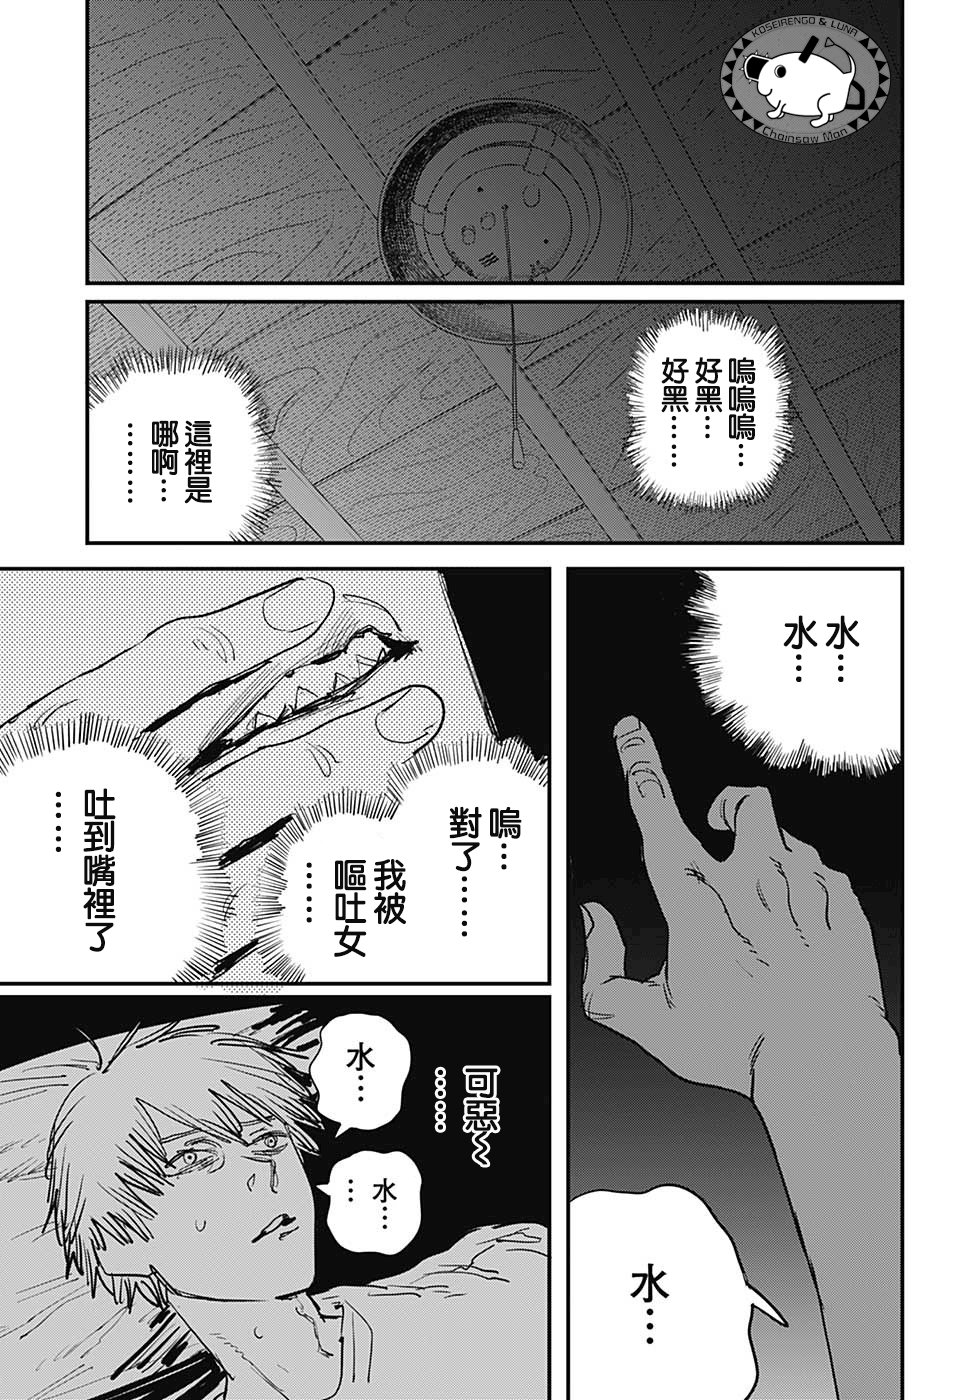 KOSEIRENGO & LUNA
Chainsaw Man
嗚嗚嗚…
好黑…
好黑……
這裡是
哪啊…
………
水…
水…
水…
嗚…
對了……
我被
嘔吐女
……
吐到嘴裡了
……
可惡～
……
水…
水…
…